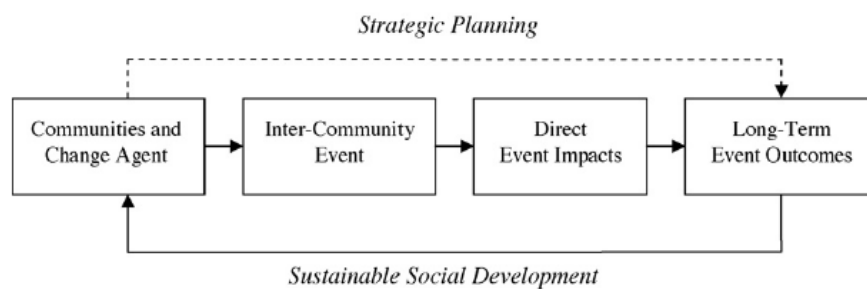 Strategic Planning
Communities and
Change Agent
Inter-Community
Event
Direct
Event Impacts
Long-Term
Event Outcomes
Sustainable Social Development